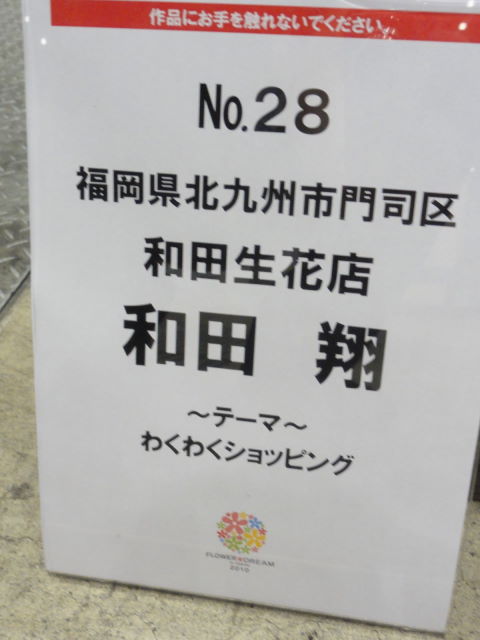 作品にお手を触れないでください。
No.28
福岡県北九州市門司区
和田生花店
和田 翔
～テーマ～
わくわくショッピング
FLOWER DREAM
2010